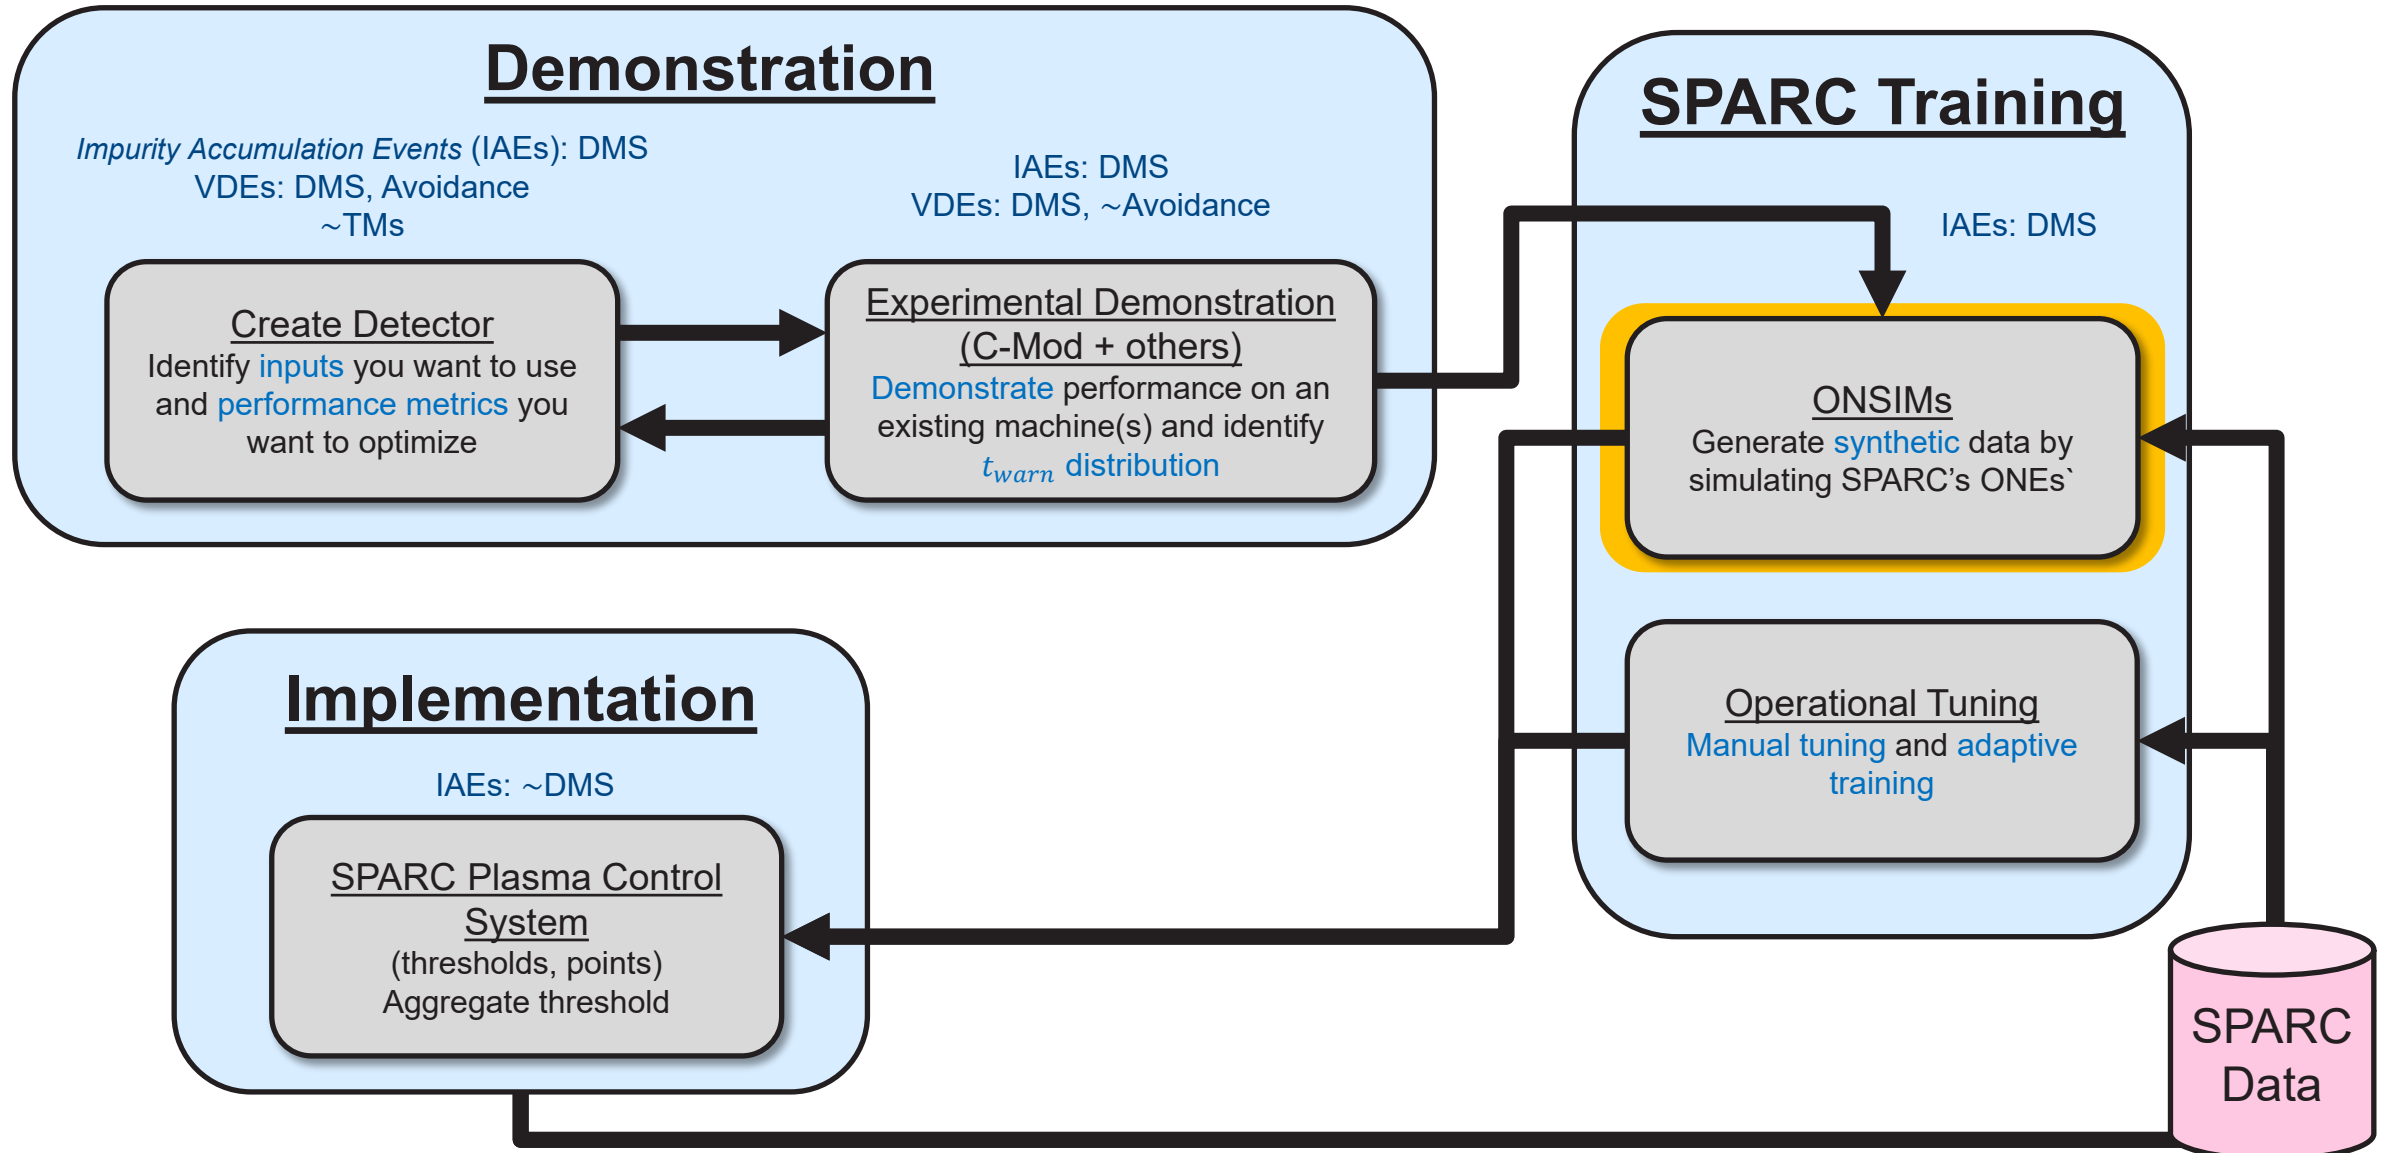 Demonstration
Impurity Accumulation Events (IAEs): DMS
VDEs: DMS, Avoidance
~TMs
Create Detector
Identify inputs you want to use
and performance metrics you
want to optimize
IAEs: DMS
VDEs: DMS, ~Avoidance
Experimental Demonstration
(C-Mod + others)
Demonstrate performance on an
existing machine(s) and identify
t_warn distribution
SPARC Training
IAEs: DMS
ONSIMs
Generate synthetic data by
simulating SPARC’s ONEs`
Operational Tuning
Manual tuning and adaptive
training
Implementation
IAEs: ~DMS
SPARC Plasma Control
System
(thresholds, points)
Aggregate threshold
SPARC
Data